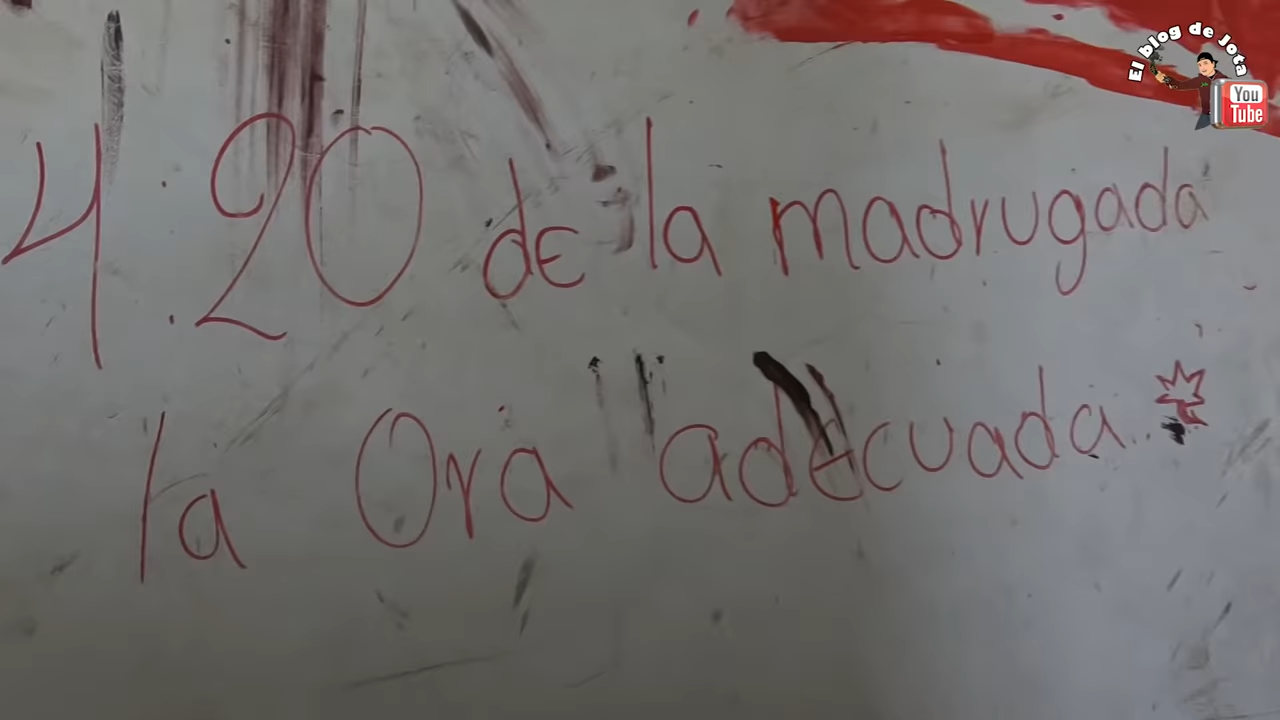 El blog de Jota
You
Tube
4:20 de la madrugada
la Ora adecuada..